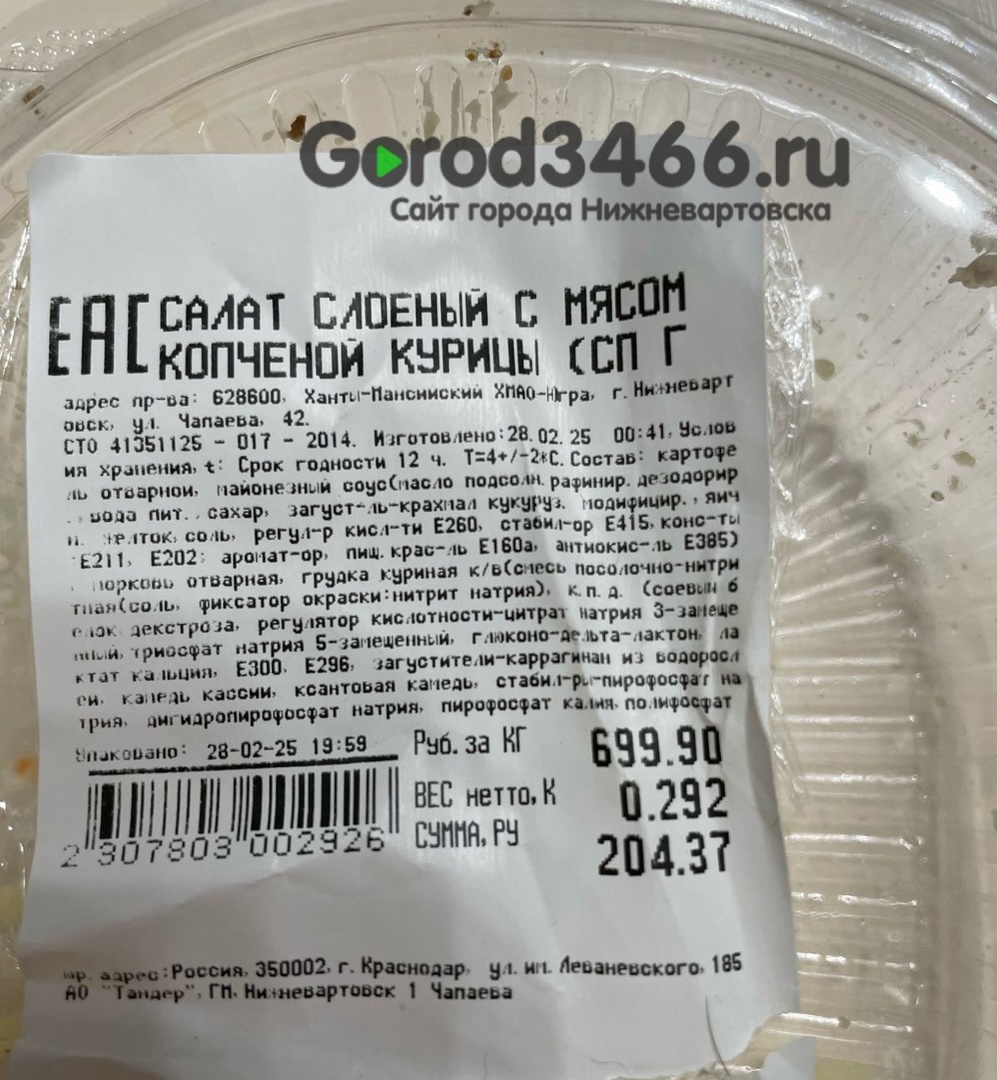 Gorod3466.ru
Сайт города Нижневартовска
EAC САЛАТ СЛОЕНЫЙ С МЯСОМ
КОПЧЕНОЙ КУРИЦЫ (СП Г
адрес пр-ва: 628600, Ханты-Мансийский ХМАО-Югра, г. Нижневарт
овск, ул. Чапаева, 42.
СТО 41351125 - 017 - 2014. Изготовлено:28.02.25 00:41, Услов
ия хранения, t: Срок годности 12 ч. Т=4+/-2*С. Состав: картофе
ль отварной, майонезный соус(масло подсолн. рафинир. дезодорир
., вода пит., сахар, загуст-ль-крахмал кукуруз. модифицир., яич
н. желток, соль, регул-р кисл-ти Е260, стабил-ор Е415, конс-ты
Е211, Е202; аромат-ор, пищ. крас-ль Е160а, антиокис-ль Е385)
, морковь отварная, грудка куриная к/в(смесь посолочно-нитри
тная(соль, фиксатор окраски:нитрит натрия), к.п.д. (соевый б
елок, декстроза, регулятор кислотности-цитрат натрия 3-замеще
нный, триосфат натрия 5-замещенный, глюконо-дельта-лактон, ла
ктат кальция, Е300, Е296, загустители-каррагинан из водоросл
ей, камедь кассии, ксантовая камедь, стабил-ры-пирофосфат на
трия, дигидропирофосфат натрия, пирофосфат калия, полифосфат
Упаковано: 28-02-25 19:59
Руб. за КГ 699.90
ВЕС нетто, К 0.292
СУММА, РУ 204.37
2 307803 002926
юр. адрес:Россия, 350002, г. Краснодар, ул. им. Леваневского, 185
АО "Тандер", ГМ, Нижневартовск 1 Чапаева